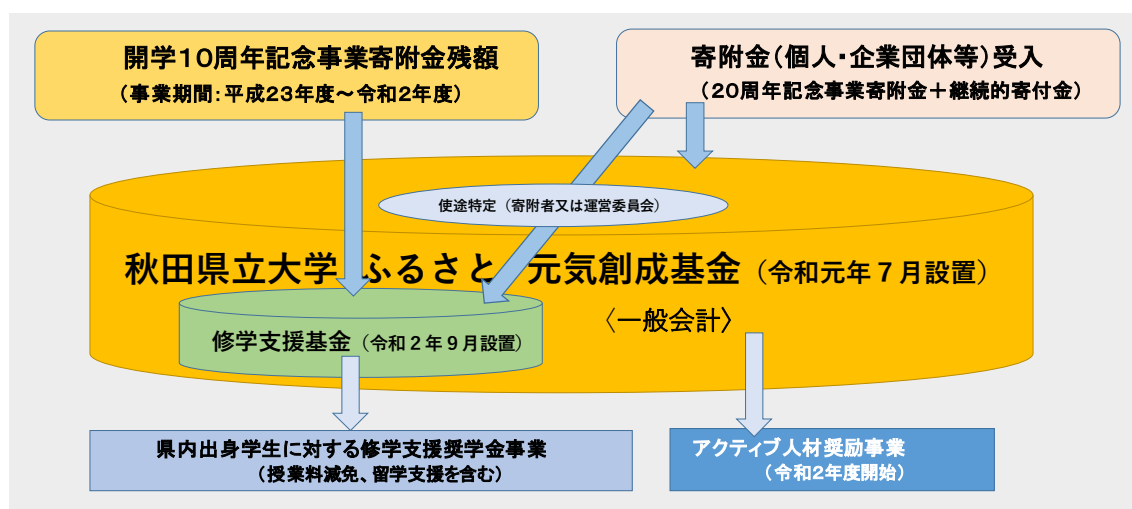 開学１０周年記念事業寄附金残額
（事業期間：平成２３年度～令和２年度）
寄附金（個人・企業団体等）受入
（２０周年記念事業寄附金＋継続的寄付金）
使途特定（寄附者又は運営委員会）
秋田県立大学 ふるさと 元気創成基金（令和元年７月設置）
〈一般会計〉
修学支援基金（令和２年９月設置）
県内出身学生に対する修学支援奨学金事業
（授業料減免、留学支援を含む）
アクティブ人材奨励事業
（令和２年度開始）